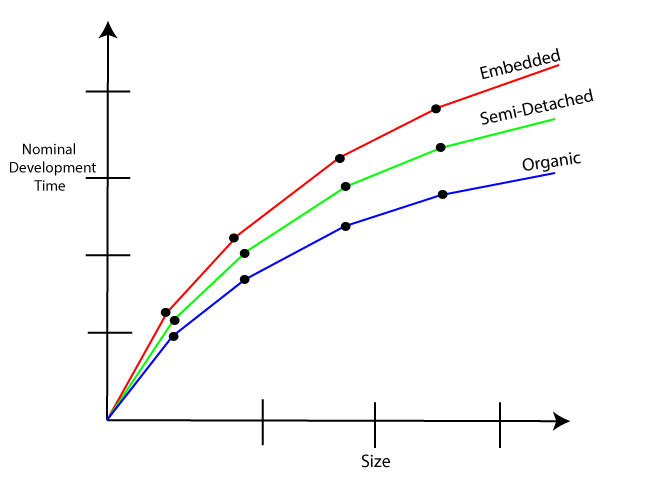 Embedded
Semi-Detached
Nominal
Development
Time
Organic
Size